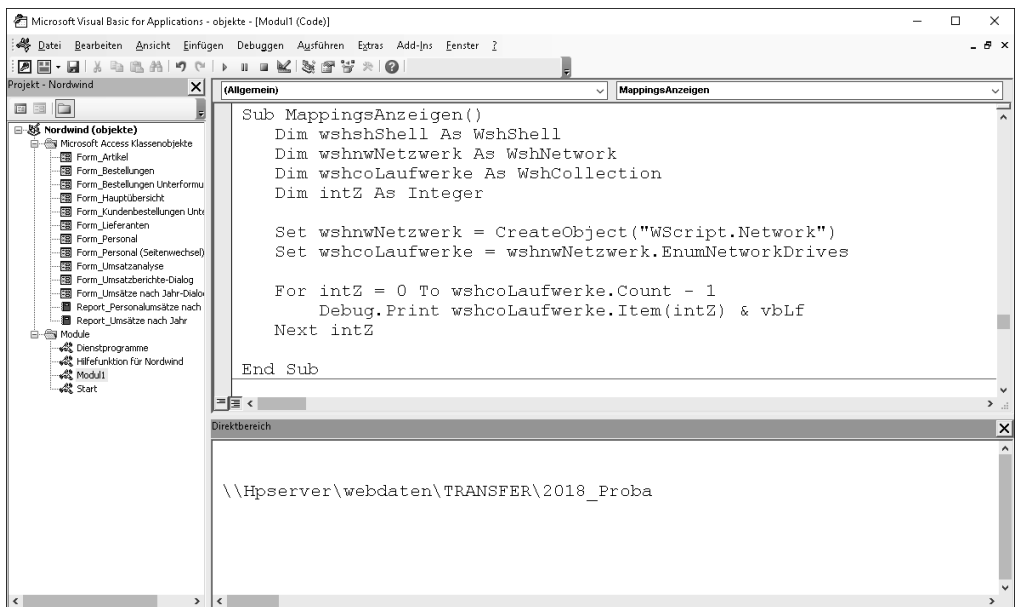 Microsoft Visual Basic for Applications - objekte - [Modul1 (Code)]
Datei Bearbeiten Ansicht Einfügen Debuggen Ausführen Extras Add-Ins Fenster ?
Projekt - Nordwind
Nordwind (objekte)
Microsoft Access Klassenobjekte
Form_Artikel
Form_Bestellungen
Form_Bestellungen Unterformu
Form_Hauptübersicht
Form_Kundenbestellungen Unte
Form_Lieferanten
Form_Personal
Form_Personal (Seitenwechsel)
Form_Umsatzanalyse
Form_Umsatzberichte-Dialog
Form_Umsätze nach Jahr-Dialo
Report_Personalumsätze nach
Report_Umsätze nach Jahr
Module
Dienstprogramme
Hilfefunktion für Nordwind
Modul1
Start
(Allgemein) MappingsAnzeigen
Sub MappingsAnzeigen()
Dim wshshShell As WshShell
Dim wshnwNetzwerk As WshNetwork
Dim wshcoLaufwerke As WshCollection
Dim intZ As Integer
Set wshnwNetzwerk = CreateObject("WScript.Network")
Set wshcoLaufwerke = wshnwNetzwerk.EnumNetworkDrives
For intZ = 0 To wshcoLaufwerke.Count - 1
Debug.Print wshcoLaufwerke.Item(intZ) & vbLf
Next intZ
End Sub
Direktbereich
\\Hpserver\webdaten\TRANSFER\2018_Proba